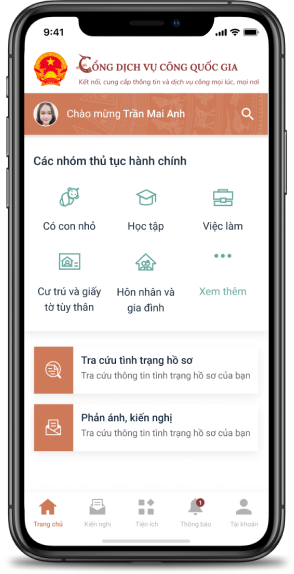 9:41
CỔNG DỊCH VỤ CÔNG QUỐC GIA
Kết nối, cung cấp thông tin và dịch vụ công mọi lúc, mọi nơi
Chào mừng Trần Mai Anh
Các nhóm thủ tục hành chính
Có con nhỏ
Học tập
Việc làm
Cư trú và giấy
tờ tùy thân
Hôn nhân và
gia đình
Xem thêm
Tra cứu tình trạng hồ sơ
Tra cứu thông tin tình trạng hồ sơ của bạn
Phản ánh, kiến nghị
Tra cứu thông tin tình trạng hồ sơ của bạn
1
Trang chủ
Kiến nghị
Tiện ích
Thông báo
Tài khoản